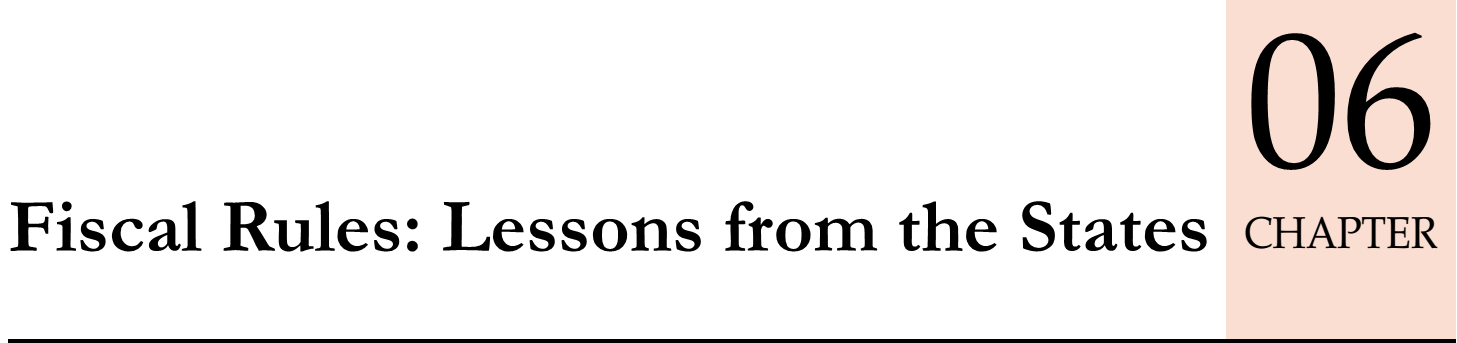 06
Fiscal Rules: Lessons from the States
CHAPTER